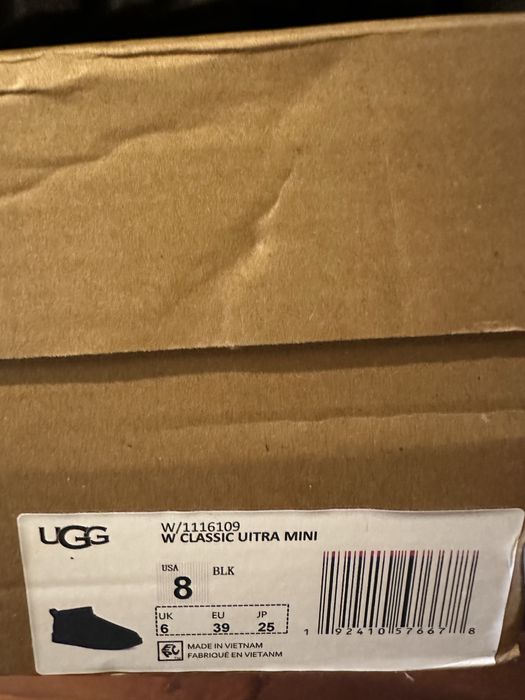 UGG
W/1116109
W CLASSIC UITRA MINI
USA
8 BLK
UK EU JP
6 39 25
MADE IN VIETNAM
FABRIQUÉ EN VIETANM
1 92410 57667 8